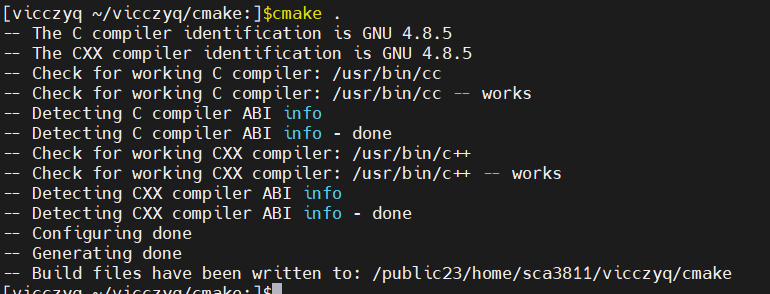 [vicczyq ~/vicczyq/cmake:]$cmake .
-- The C compiler identification is GNU 4.8.5
-- The CXX compiler identification is GNU 4.8.5
-- Check for working C compiler: /usr/bin/cc
-- Check for working C compiler: /usr/bin/cc -- works
-- Detecting C compiler ABI info
-- Detecting C compiler ABI info - done
-- Check for working CXX compiler: /usr/bin/c++
-- Check for working CXX compiler: /usr/bin/c++ -- works
-- Detecting CXX compiler ABI info
-- Detecting CXX compiler ABI info - done
-- Configuring done
-- Generating done
-- Build files have been written to: /public23/home/sca3811/vicczyq/cmake
[vicczyq ~/vicczyq/cmake:]$